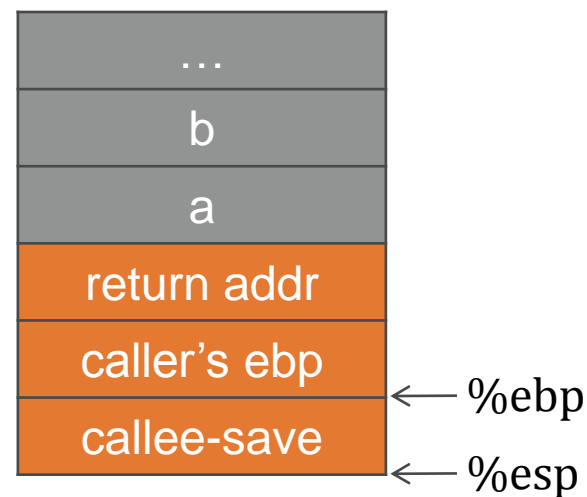 …
b
a
return addr
caller's ebp
%ebp
callee-save
%esp